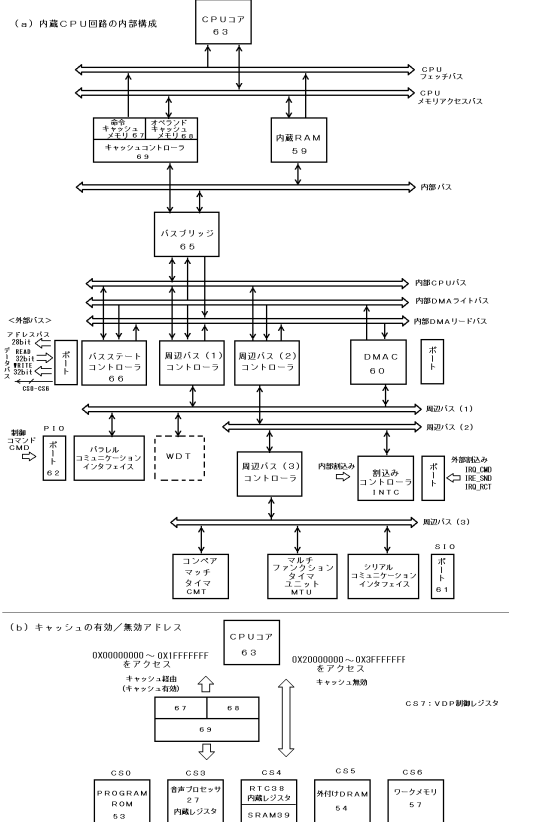 (a) 内蔵CPU回路の内部構成
CPUコア
63
CPU
フェッチバス
CPU
メモリアクセスバス
命令
キャッシュ
メモリ67
オペランド
キャッシュ
メモリ68
キャッシュコントローラ
69
内蔵RAM
59
内部バス
バスブリッジ
65
内部CPUバス
内部DMAライトバス
内部DMAリードバス
<外部バス>
アドレスバス
28bit
データバス
READ
32bit
WRITE
32bit
CS0-CS6
ポート
バスステート
コントローラ
66
周辺バス(1)
コントローラ
周辺バス(2)
コントローラ
DMAC
60
ポート
周辺バス(1)
周辺バス(2)
制御
コマンド
CMD
PIO
ポート
62
パラレル
コミュニケーション
インタフェイス
WDT
周辺バス(3)
コントローラ
内部割込み
割込み
コントローラ
INTC
ポート
外部割込み
IRQ_CMD
IRE_SND
IRQ_RCT
周辺バス(3)
コンペア
マッチ
タイマ
CMT
マルチ
ファンクション
タイマ
ユニット
MTU
シリアル
コミュニケーション
インタフェイス
SIO
ポート
61
(b) キャッシュの有効/無効アドレス
CPUコア
63
0X00000000~0X1FFFFFFF
をアクセス
キャッシュ経由
(キャッシュ有効)
0X20000000~0X3FFFFFFF
をアクセス
キャッシュ無効
67
68
69
CS7:VDP制御レジスタ
CS0
PROGRAM
ROM
53
CS3
音声プロセッサ
27
内蔵レジスタ
CS4
RTC38
内蔵レジスタ
SRAM39
CS5
外付けDRAM
54
CS6
ワークメモリ
57